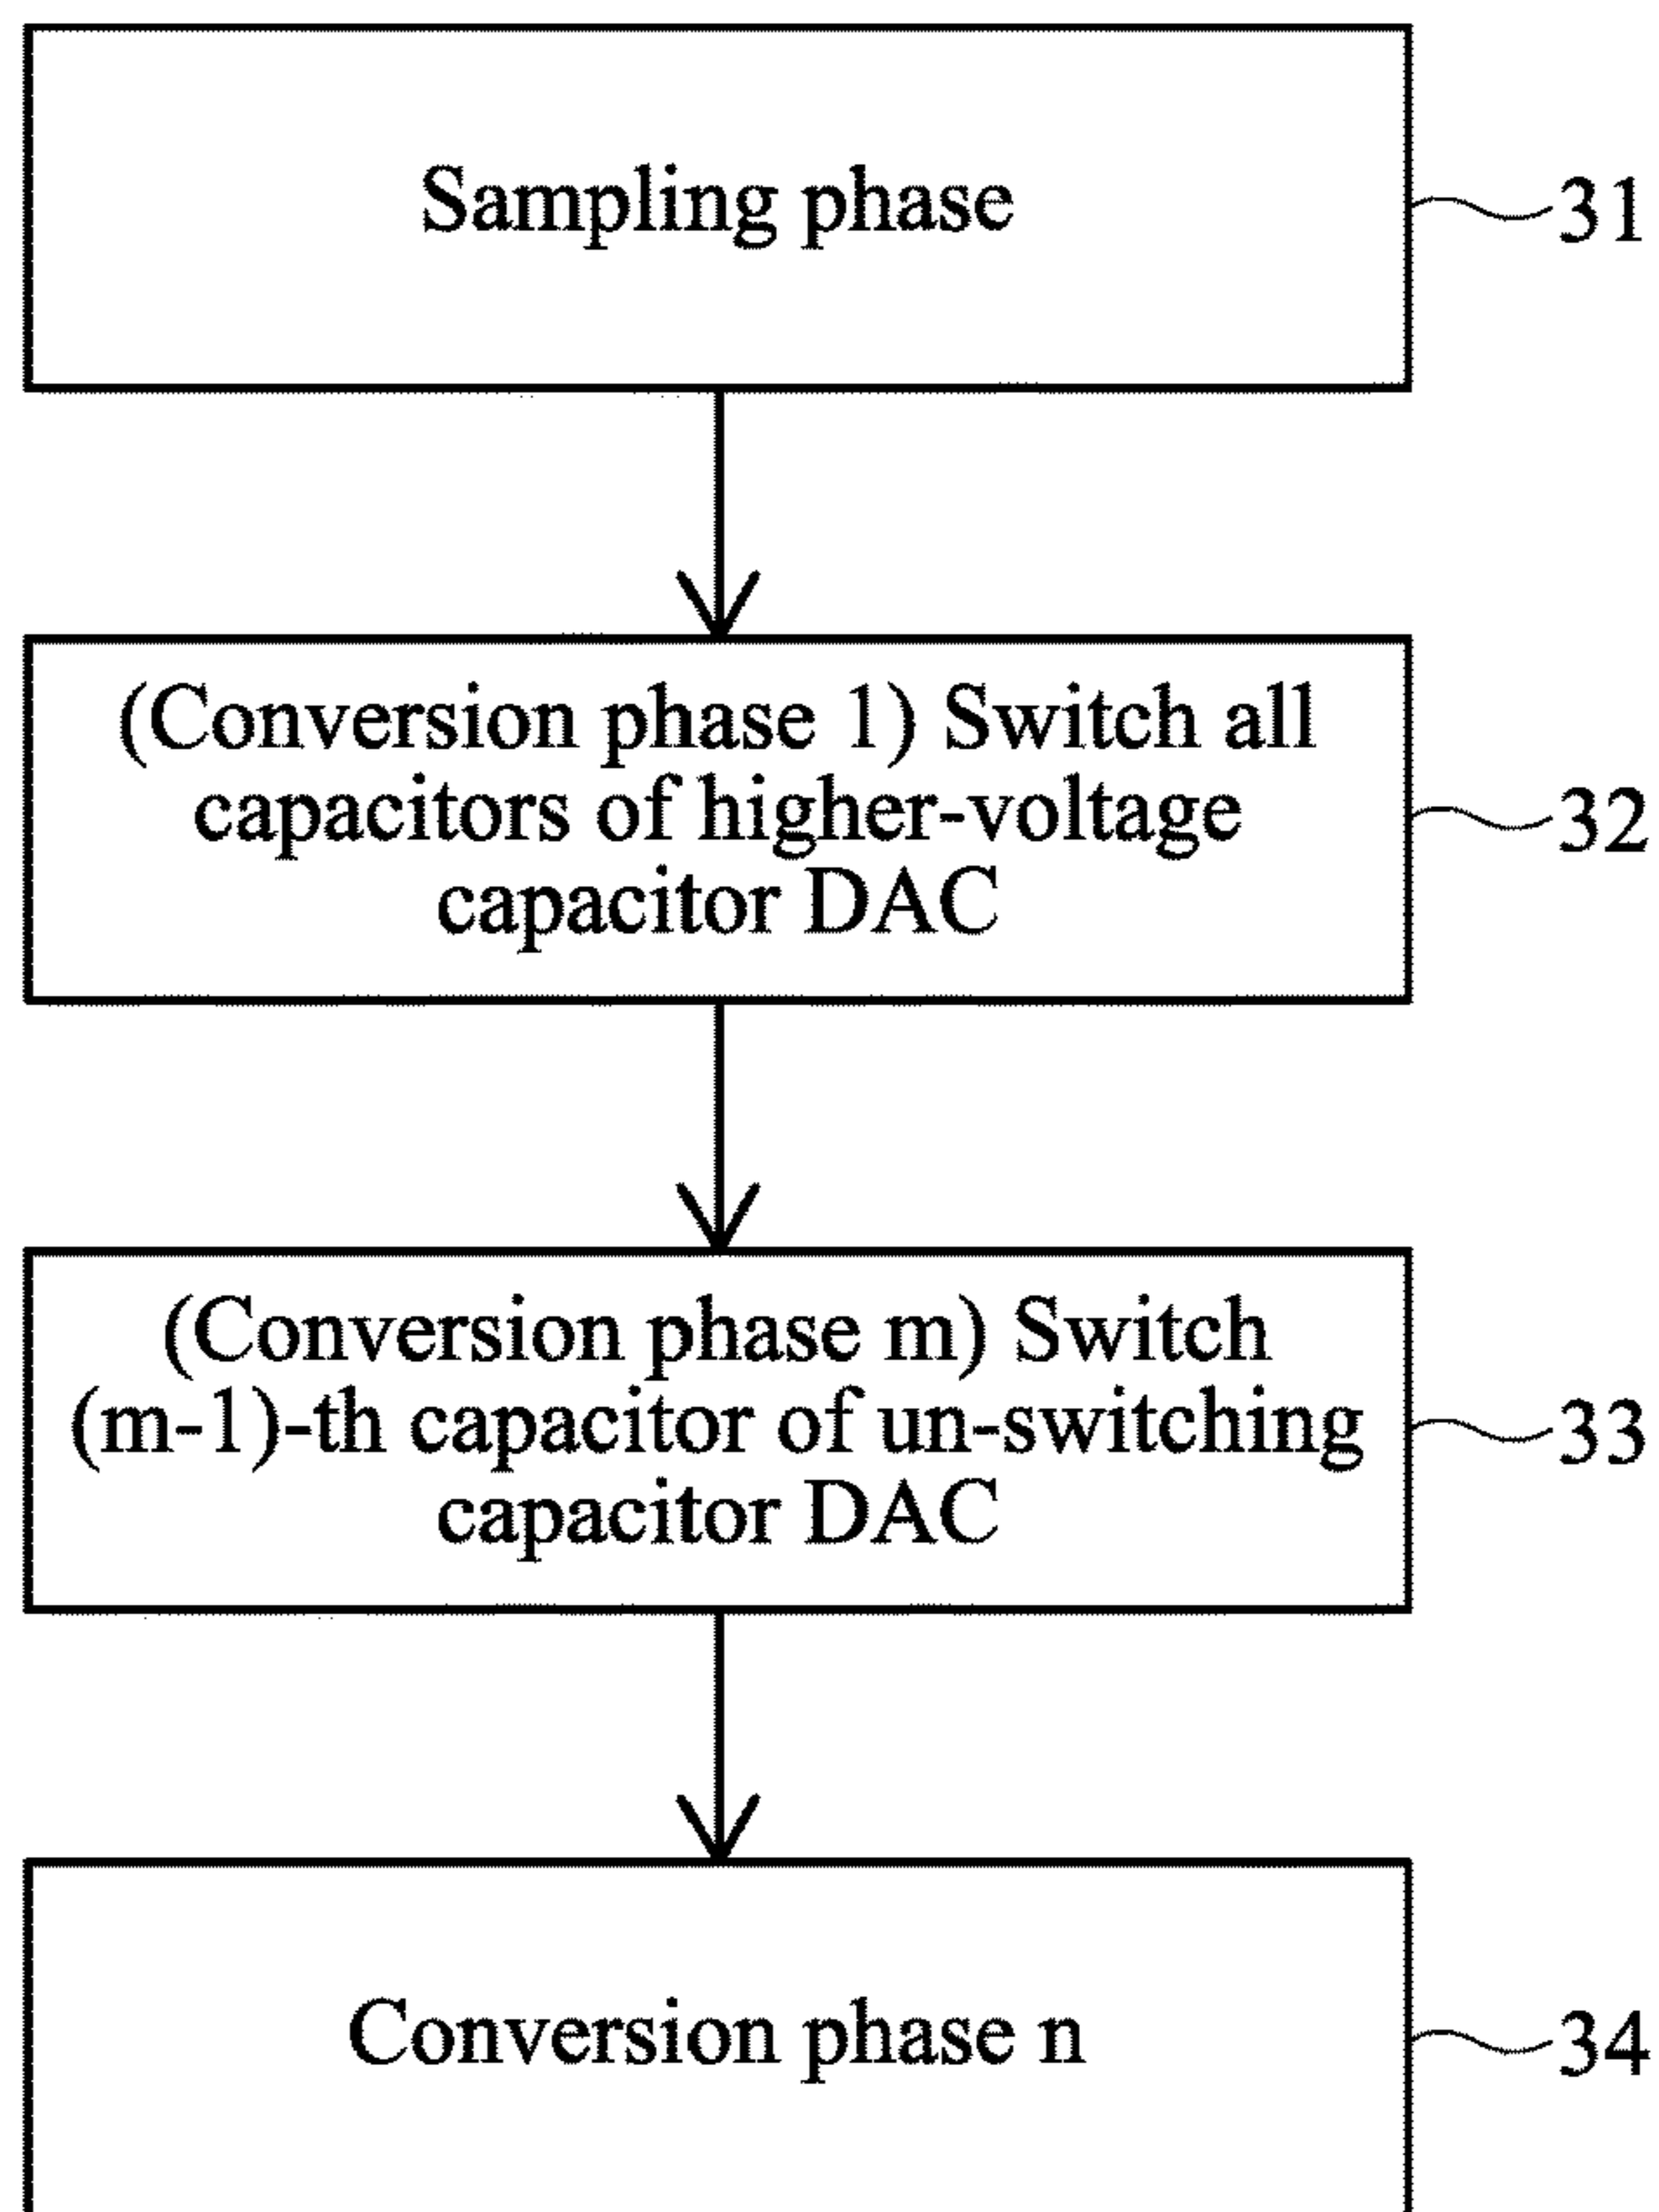 Sampling phase
31
(Conversion phase 1) Switch all
capacitors of higher-voltage
capacitor DAC
32
(Conversion phase m) Switch
(m-1)-th capacitor of un-switching
capacitor DAC
33
Conversion phase n
34